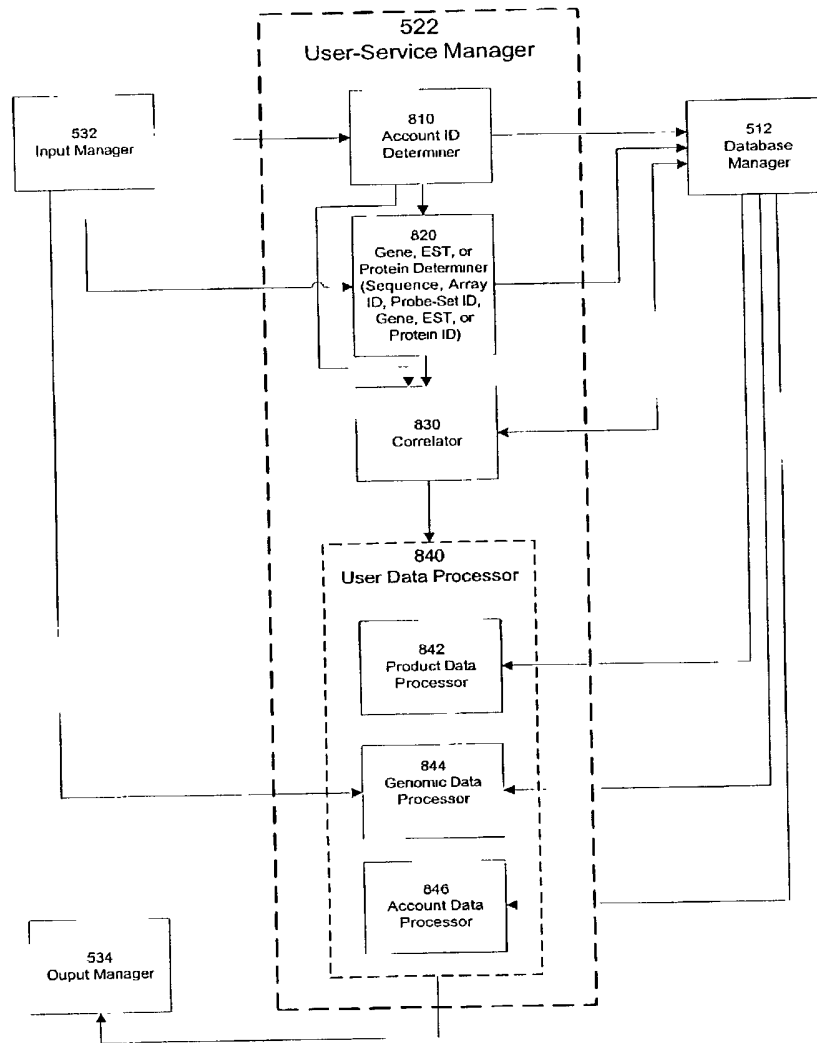 522
User-Service Manager
532
Input Manager
810
Account ID
Determiner
512
Database
Manager
820
Gene, EST, or
Protein Determiner
(Sequence, Array
ID, Probe-Set ID,
Gene, EST, or
Protein ID)
830
Correlator
840
User Data Processor
842
Product Data
Processor
844
Genomic Data
Processor
846
Account Data
Processor
534
Ouput Manager